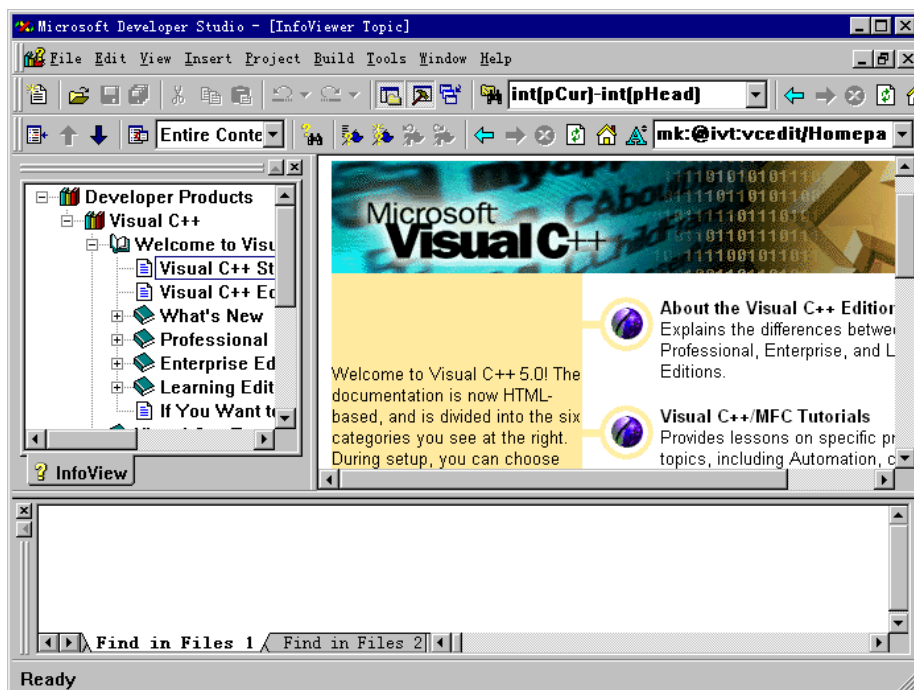 Microsoft Developer Studio - [InfoViewer Topic]
File Edit View Insert Project Build Tools Window Help
int(pCur)-int(pHead)
Entire Conte
mk:@ivt:vcedit/Homepa
Developer Products
Visual C++
Welcome to Visu
Visual C++ St
Visual C++ Ed
What's New
Professional
Enterprise Ed
Learning Edit
If You Want to
InfoView
Microsoft
Visual C++
Welcome to Visual C++ 5.0! The
documentation is now HTML-
based, and is divided into the six
categories you see at the right.
During setup, you can choose
About the Visual C++ Edition
Explains the differences betwee
Professional, Enterprise, and L
Editions.
Visual C++/MFC Tutorials
Provides lessons on specific pr
topics, including Automation, c
Find in Files 1
Find in Files 2
Ready